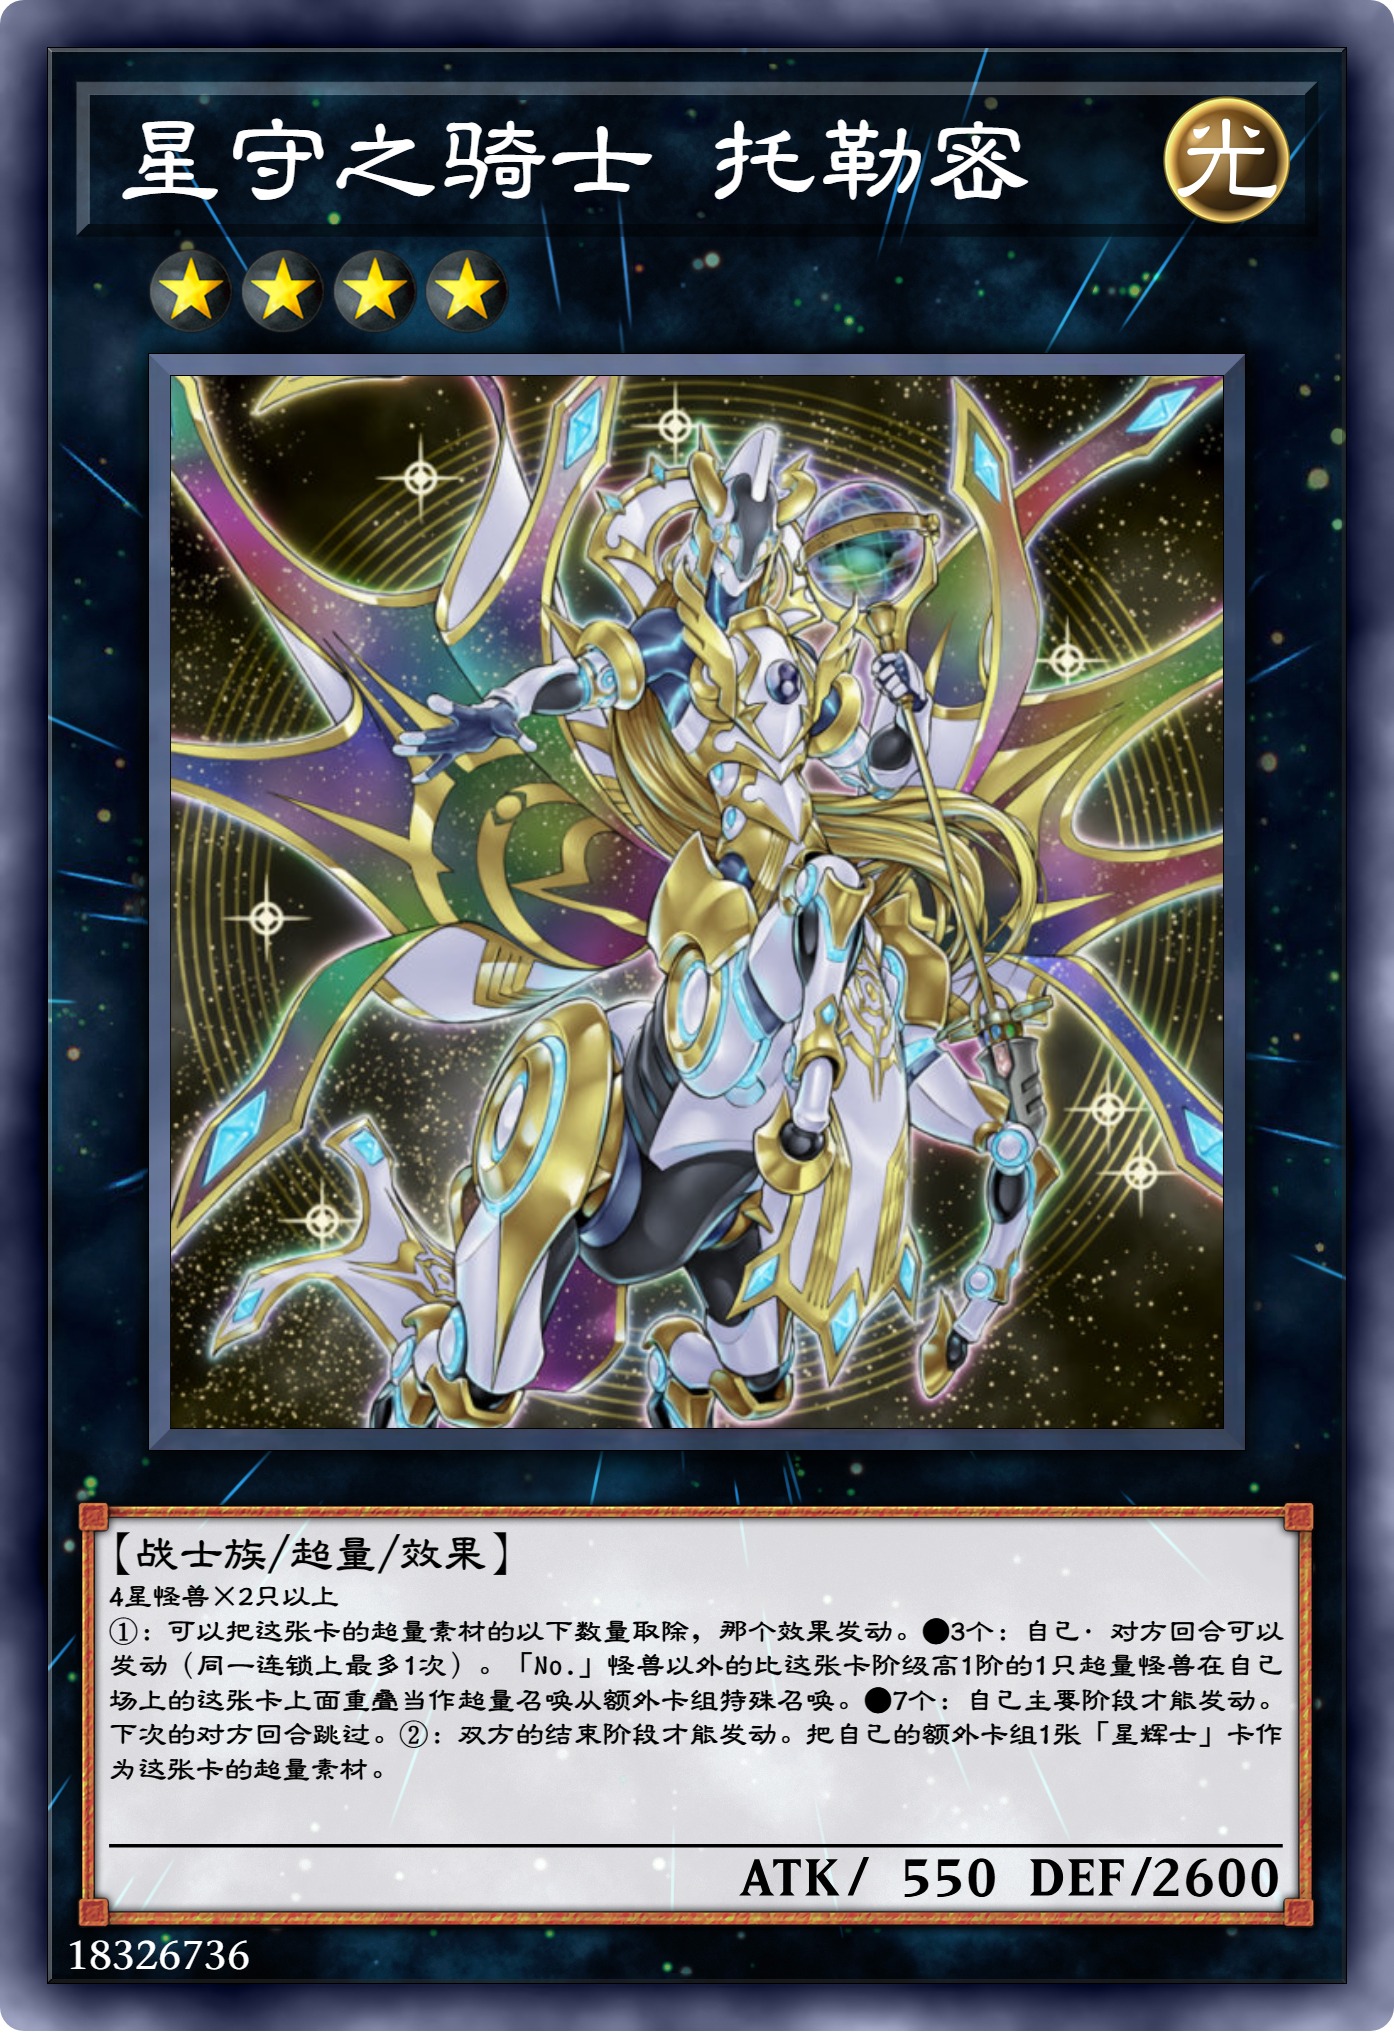 星守之骑士 托勒密
光
【战士族/超量/效果】
4星怪兽×2只以上
①：可以把这张卡的超量素材的以下数量取除，那个效果发动。●3个：自己·对方回合可以
发动（同一连锁上最多1次）。「No.」怪兽以外的比这张卡阶级高1阶的1只超量怪兽在自己
场上的这张卡上面重叠当作超量召唤从额外卡组特殊召唤。●7个：自己主要阶段才能发动。
下次的对方回合跳过。②：双方的结束阶段才能发动。把自己的额外卡组1张「星辉士」卡作
为这张卡的超量素材。
ATK/ 550 DEF/2600
18326736